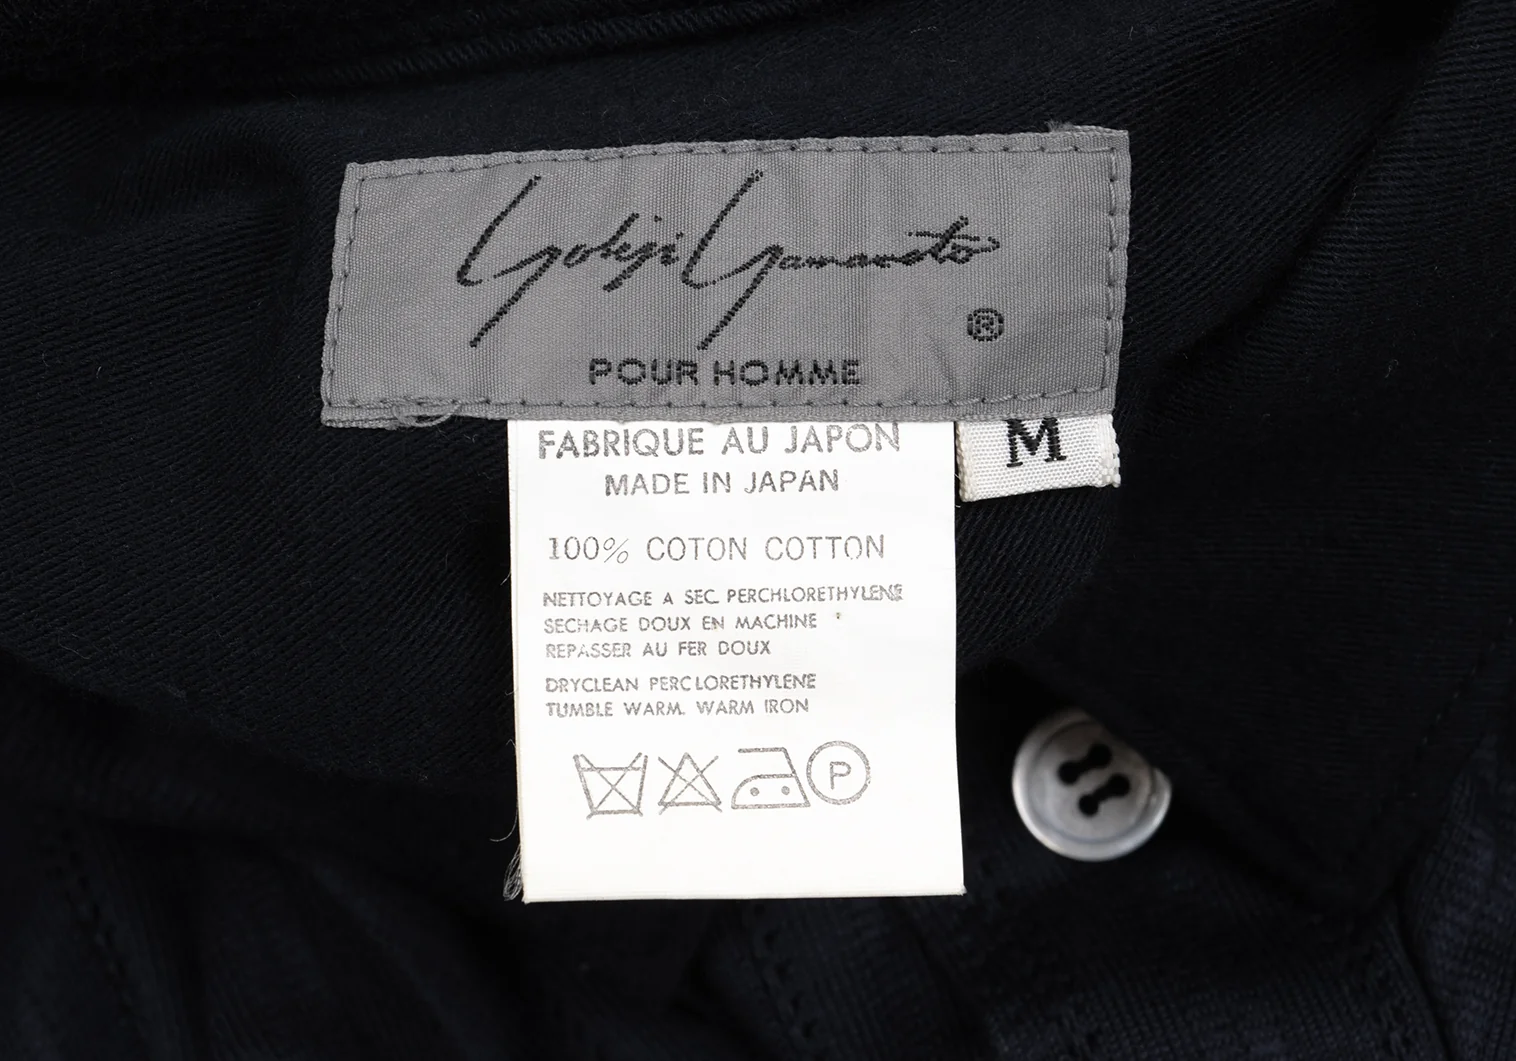 Yohji Yamamoto
®
POUR HOMME
M
FABRIQUE AU JAPON
MADE IN JAPAN
100% COTON COTTON
NETTOYAGE A SEC PERCHLORETHYLENE
SECHAGE DOUX EN MACHINE
REPASSER AU FER DOUX
DRYCLEAN PERCLORETHYLENE
TUMBLE WARM. WARM IRON
P